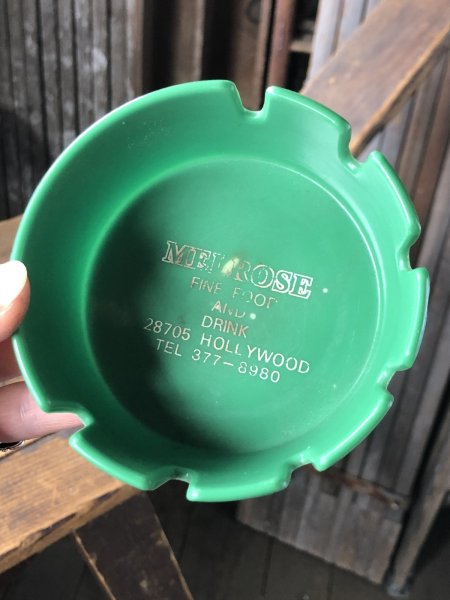 MELROSE
FINE FOOD
AND
DRINK
28705 HOLLYWOOD
TEL 377-8980